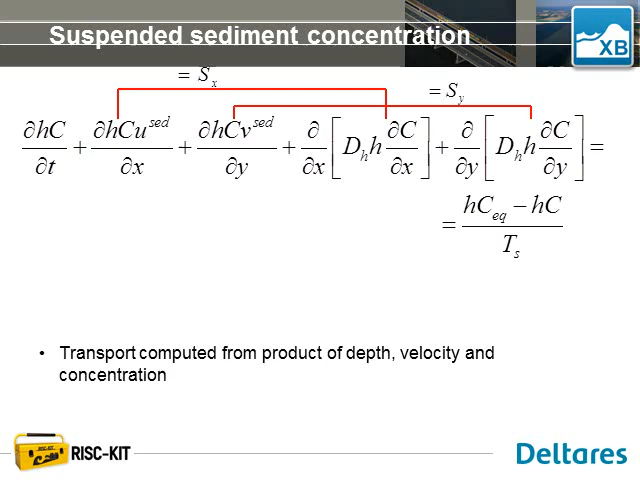 Suspended sediment concentration
XB
= S_x
= S_y
∂hC/∂t + ∂hCu^sed/∂x + ∂hCv^sed/∂y + ∂/∂x [D_h h ∂C/∂x] + ∂/∂y [D_h h ∂C/∂y] =
= (hC_eq − hC)/T_s
• Transport computed from product of depth, velocity and
concentration
RISC-KIT
Deltares